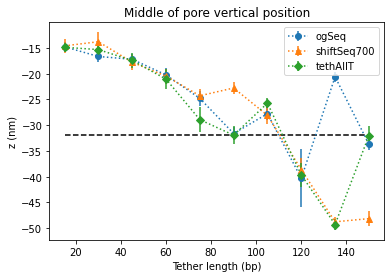 Middle of pore vertical position
ogSeq
shiftSeq700
tethAllT
z (nm)
−15
−20
−25
−30
−35
−40
−45
−50
20 40 60 80 100 120 140
Tether length (bp)